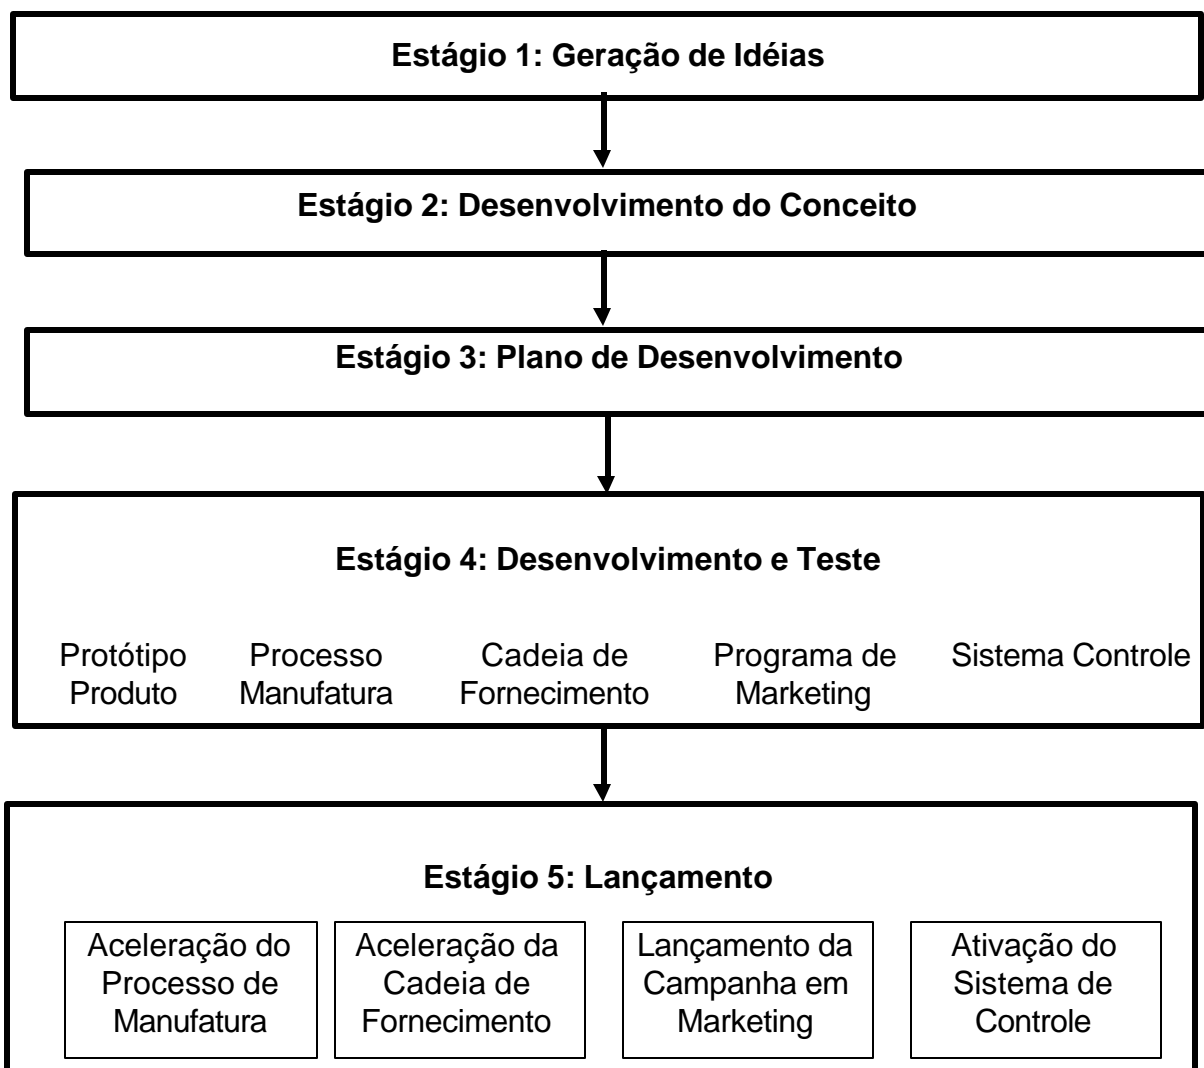 Estágio 1: Geração de Idéias
Estágio 2: Desenvolvimento do Conceito
Estágio 3: Plano de Desenvolvimento
Estágio 4: Desenvolvimento e Teste
Protótipo
Produto
Processo
Manufatura
Cadeia de
Fornecimento
Programa de
Marketing
Sistema Controle
Estágio 5: Lançamento
Aceleração do
Processo de
Manufatura
Aceleração da
Cadeia de
Fornecimento
Lançamento da
Campanha em
Marketing
Ativação do
Sistema de
Controle